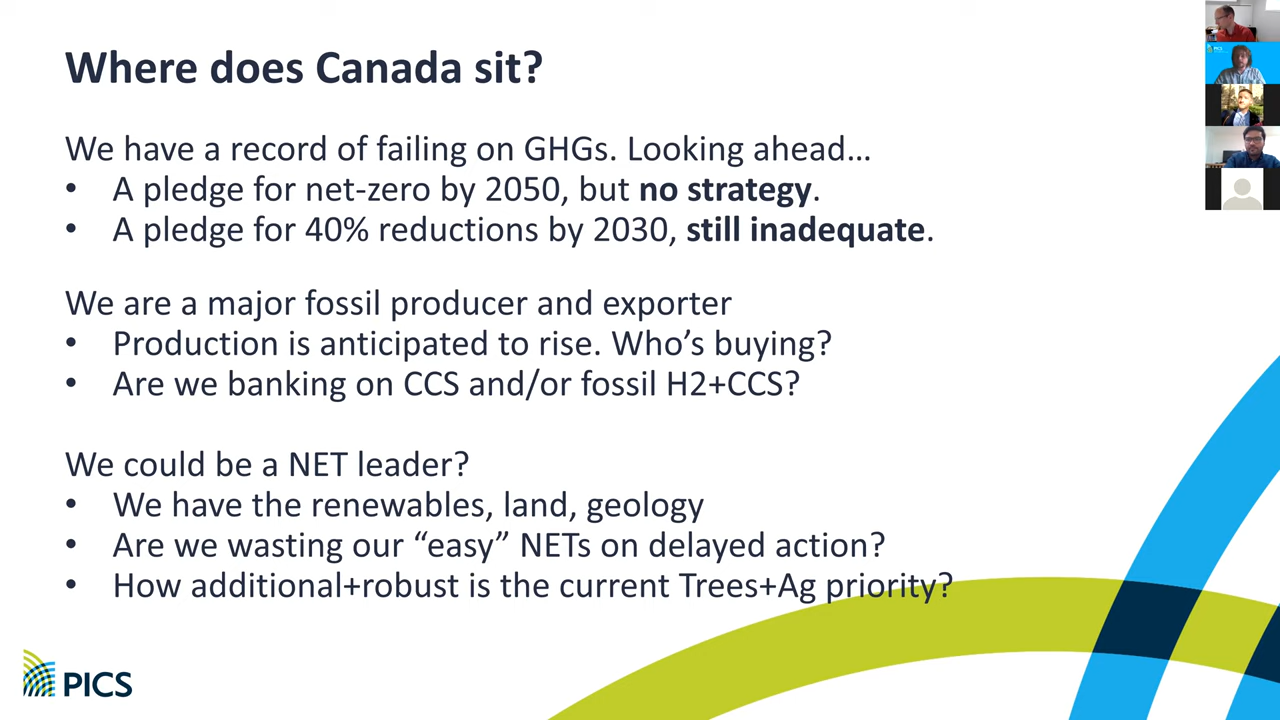 Where does Canada sit?
We have a record of failing on GHGs. Looking ahead…
• A pledge for net-zero by 2050, but no strategy.
• A pledge for 40% reductions by 2030, still inadequate.
We are a major fossil producer and exporter
• Production is anticipated to rise. Who’s buying?
• Are we banking on CCS and/or fossil H2+CCS?
We could be a NET leader?
• We have the renewables, land, geology
• Are we wasting our “easy” NETs on delayed action?
• How additional+robust is the current Trees+Ag priority?
PICS
PICS